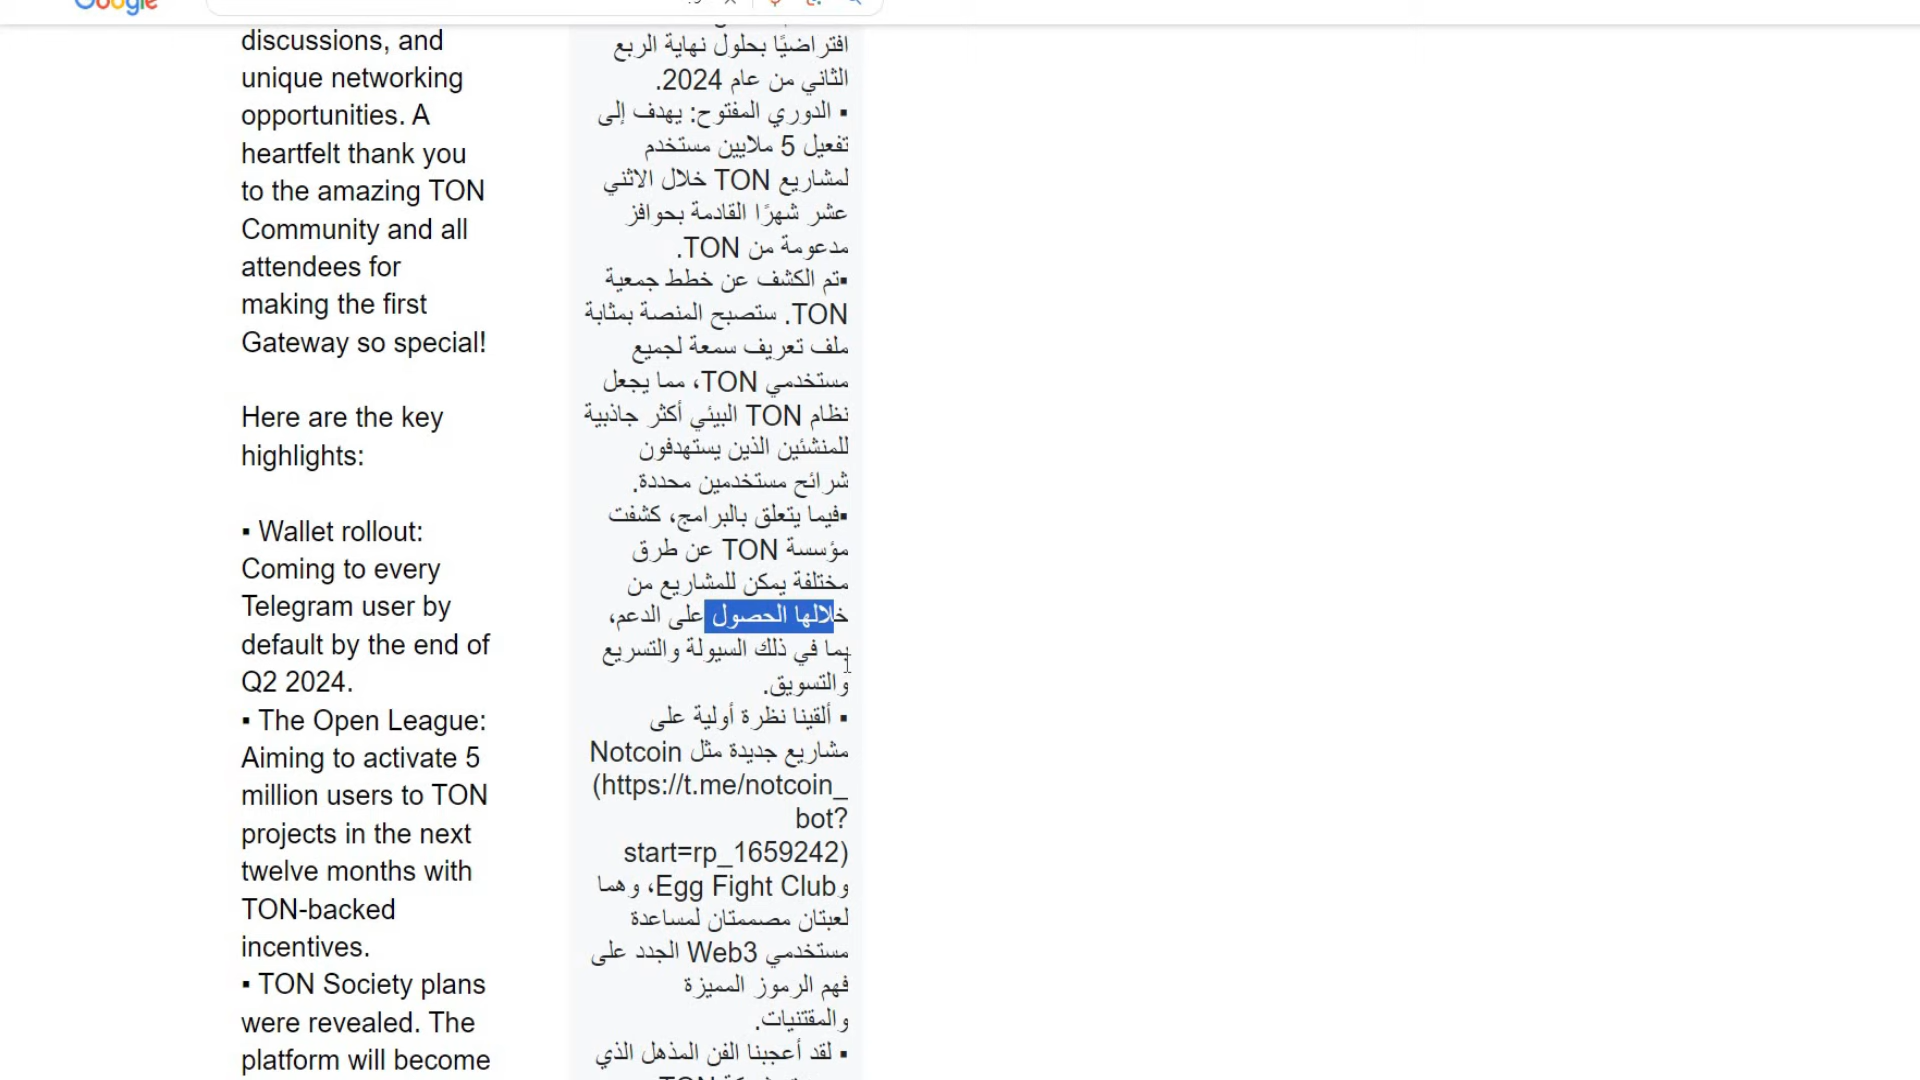 Google
discussions, and
unique networking
opportunities. A
heartfelt thank you
to the amazing TON
Community and all
attendees for
making the first
Gateway so special!
Here are the key
highlights:
▪ Wallet rollout:
Coming to every
Telegram user by
default by the end of
Q2 2024.
▪ The Open League:
Aiming to activate 5
million users to TON
projects in the next
twelve months with
TON-backed
incentives.
▪ TON Society plans
were revealed. The
platform will become
افتراضيًا بحلول نهاية الربع
الثاني من عام 2024.
▪ الدوري المفتوح: يهدف إلى
تفعيل 5 ملايين مستخدم
لمشاريع TON خلال الاثني
عشر شهرًا القادمة بحوافز
مدعومة من TON.
▪تم الكشف عن خطط جمعية
TON. ستصبح المنصة بمثابة
ملف تعريف سمعة لجميع
مستخدمي TON، مما يجعل
نظام TON البيئي أكثر جاذبية
للمنشئين الذين يستهدفون
شرائح مستخدمين محددة.
▪فيما يتعلق بالبرامج، كشفت
مؤسسة TON عن طرق
مختلفة يمكن للمشاريع من
خلالها الحصول على الدعم،
بما في ذلك السيولة والتسريع
والتسويق.
▪ ألقينا نظرة أولية على
مشاريع جديدة مثل Notcoin
(https://t.me/notcoin_
bot?
start=rp_1659242)
وEgg Fight Club، وهما
لعبتان مصممتان لمساعدة
مستخدمي Web3 الجدد على
فهم الرموز المميزة
والمقتنيات.
▪ لقد أعجبنا الفن المذهل الذي